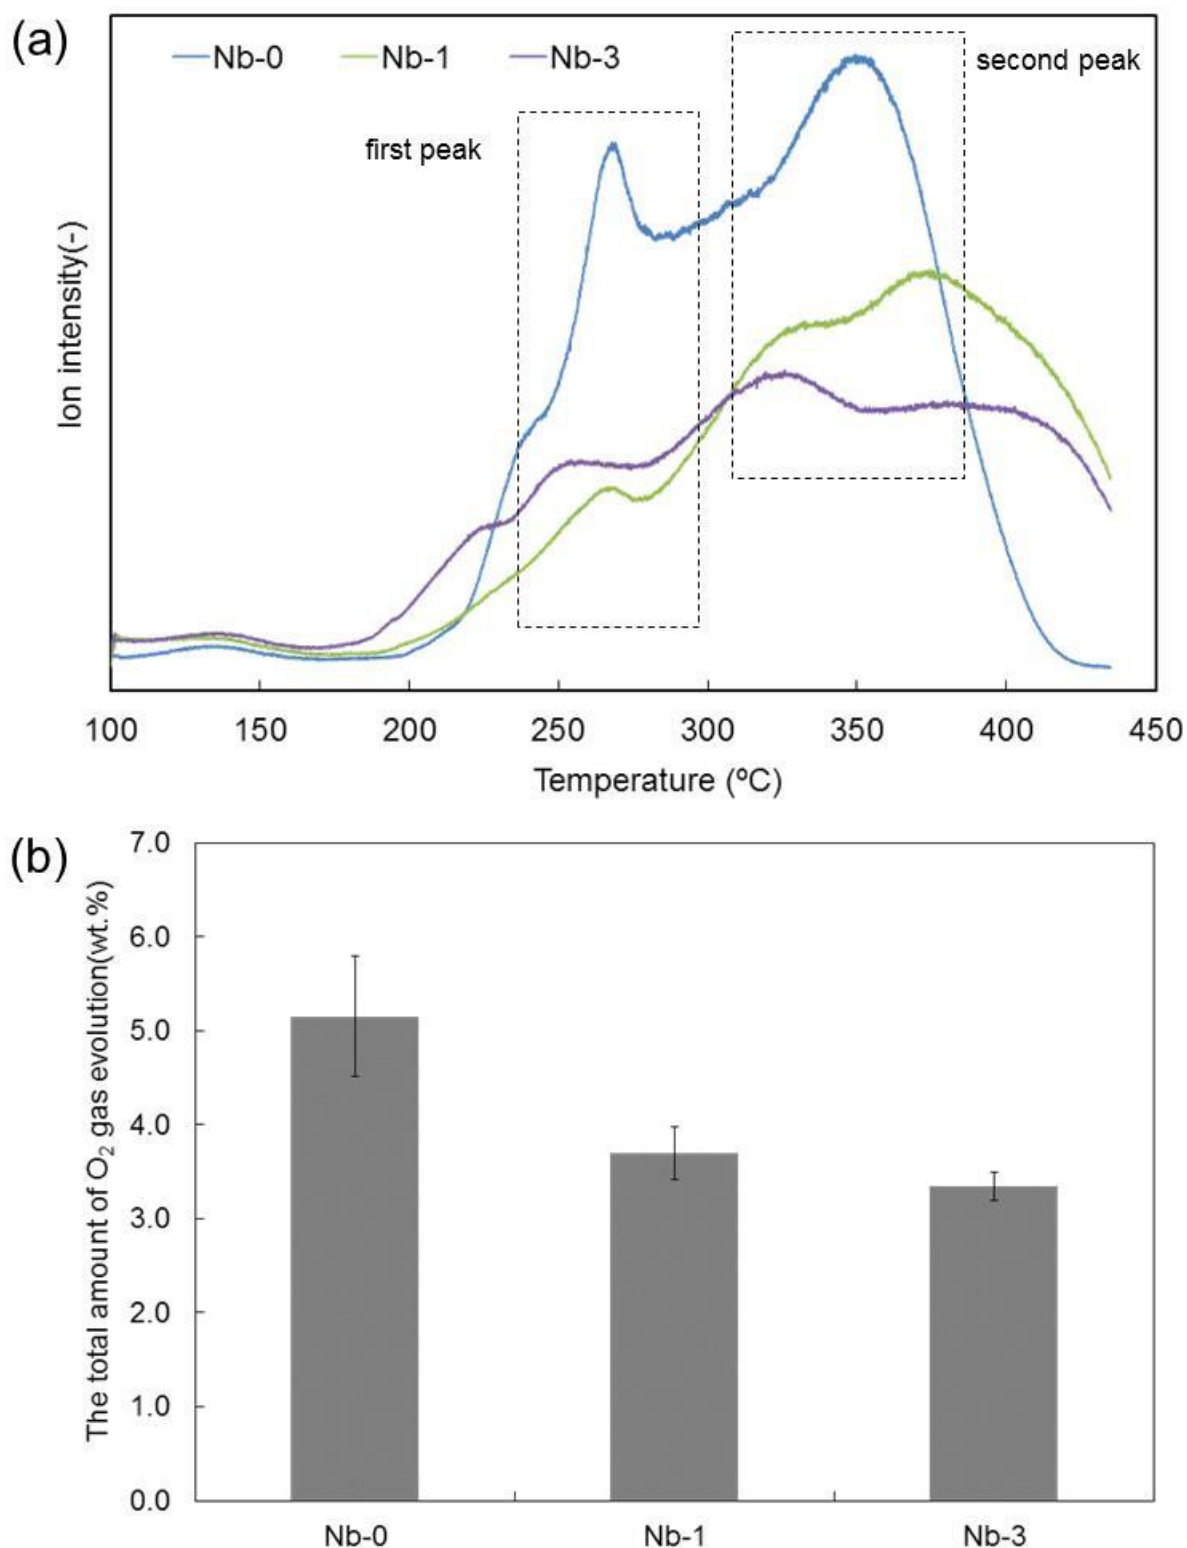 (a)
Nb-0 Nb-1 Nb-3
second peak
first peak
Ion intensity(-)
100 150 200 250 300 350 400 450
Temperature (ºC)
(b)
The total amount of O₂ gas evolution(wt.%)
7.0
6.0
5.0
4.0
3.0
2.0
1.0
0.0
Nb-0 Nb-1 Nb-3